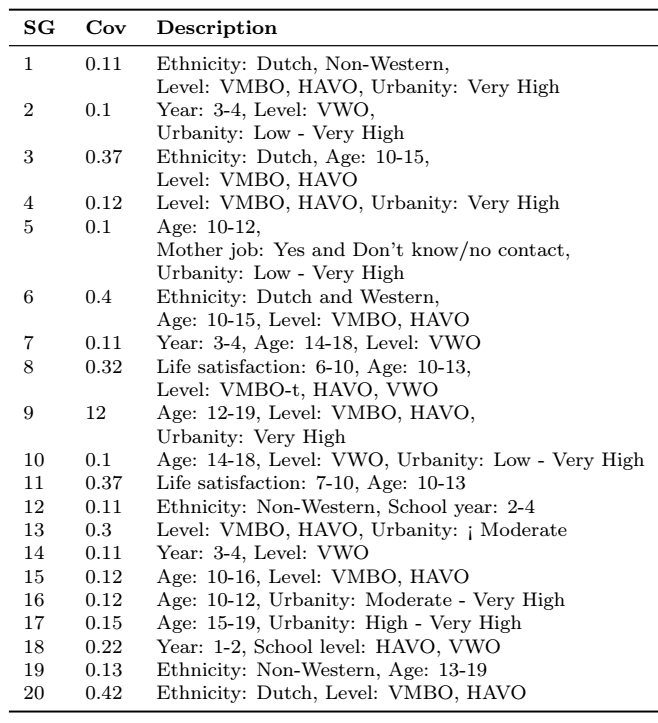 SG Cov Description
1 0.11 Ethnicity: Dutch, Non-Western,
Level: VMBO, HAVO, Urbanity: Very High
2 0.1 Year: 3-4, Level: VWO,
Urbanity: Low - Very High
3 0.37 Ethnicity: Dutch, Age: 10-15,
Level: VMBO, HAVO
4 0.12 Level: VMBO, HAVO, Urbanity: Very High
5 0.1 Age: 10-12,
Mother job: Yes and Don't know/no contact,
Urbanity: Low - Very High
6 0.4 Ethnicity: Dutch and Western,
Age: 10-15, Level: VMBO, HAVO
7 0.11 Year: 3-4, Age: 14-18, Level: VWO
8 0.32 Life satisfaction: 6-10, Age: 10-13,
Level: VMBO-t, HAVO, VWO
9 12 Age: 12-19, Level: VMBO, HAVO,
Urbanity: Very High
10 0.1 Age: 14-18, Level: VWO, Urbanity: Low - Very High
11 0.37 Life satisfaction: 7-10, Age: 10-13
12 0.11 Ethnicity: Non-Western, School year: 2-4
13 0.3 Level: VMBO, HAVO, Urbanity: ¡ Moderate
14 0.11 Year: 3-4, Level: VWO
15 0.12 Age: 10-16, Level: VMBO, HAVO
16 0.12 Age: 10-12, Urbanity: Moderate - Very High
17 0.15 Age: 15-19, Urbanity: High - Very High
18 0.22 Year: 1-2, School level: HAVO, VWO
19 0.13 Ethnicity: Non-Western, Age: 13-19
20 0.42 Ethnicity: Dutch, Level: VMBO, HAVO